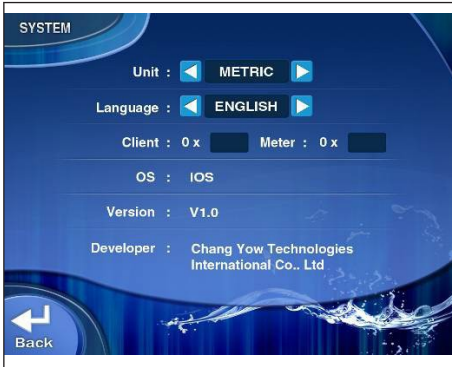 SYSTEM
Unit : METRIC
Language : ENGLISH
Client : 0 x Meter : 0 x
OS : iOS
Version : V1.0
Developer : Chang Yow Technologies
International Co.. Ltd
Back